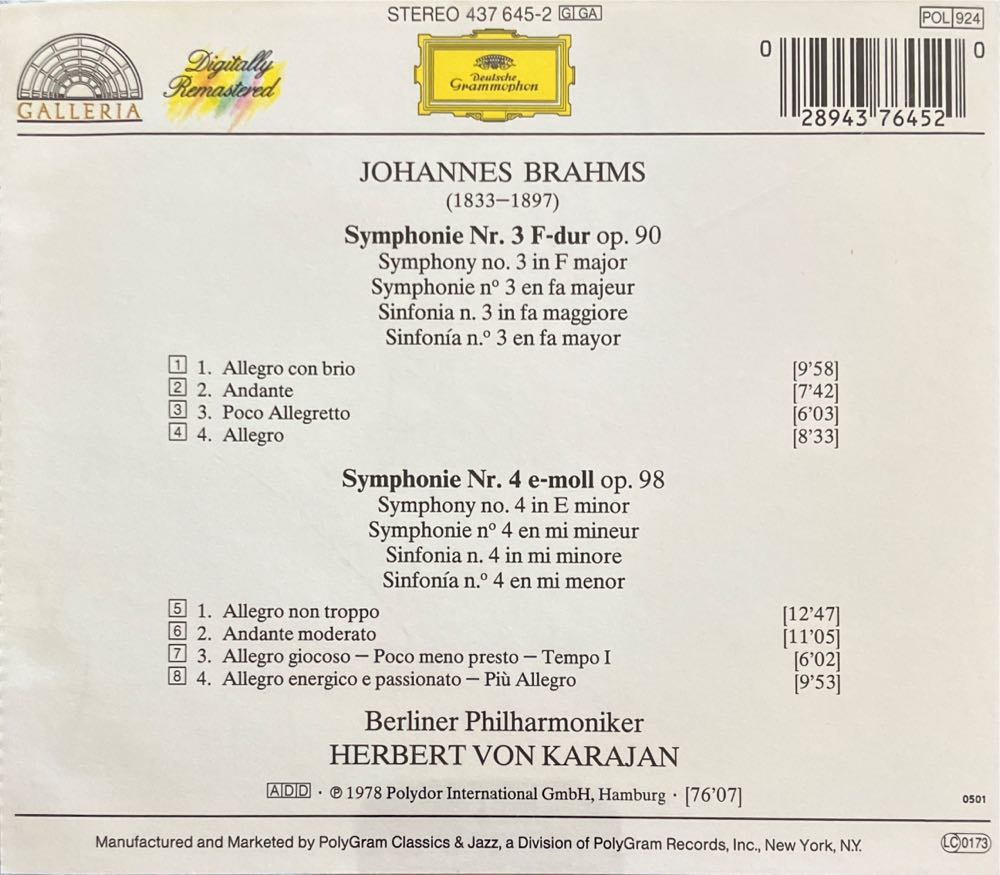 STEREO 437 645-2 GGA
POL 924
GALLERIA
Digitally
Remastered
Deutsche
Grammophon
0 28943 76452 0
JOHANNES BRAHMS
(1833–1897)
Symphonie Nr. 3 F-dur op. 90
Symphony no. 3 in F major
Symphonie nº 3 en fa majeur
Sinfonia n. 3 in fa maggiore
Sinfonía n.º 3 en fa mayor
1 1. Allegro con brio [9'58]
2 2. Andante [7'42]
3 3. Poco Allegretto [6'03]
4 4. Allegro [8'33]
Symphonie Nr. 4 e-moll op. 98
Symphony no. 4 in E minor
Symphonie nº 4 en mi mineur
Sinfonia n. 4 in mi minore
Sinfonía n.º 4 en mi menor
5 1. Allegro non troppo [12'47]
6 2. Andante moderato [11'05]
7 3. Allegro giocoso – Poco meno presto – Tempo I [6'02]
8 4. Allegro energico e passionato – Più Allegro [9'53]
Berliner Philharmoniker
HERBERT VON KARAJAN
ADD · ℗ 1978 Polydor International GmbH, Hamburg · [76'07]
0501
Manufactured and Marketed by PolyGram Classics & Jazz, a Division of PolyGram Records, Inc., New York, N.Y.
LC 0173